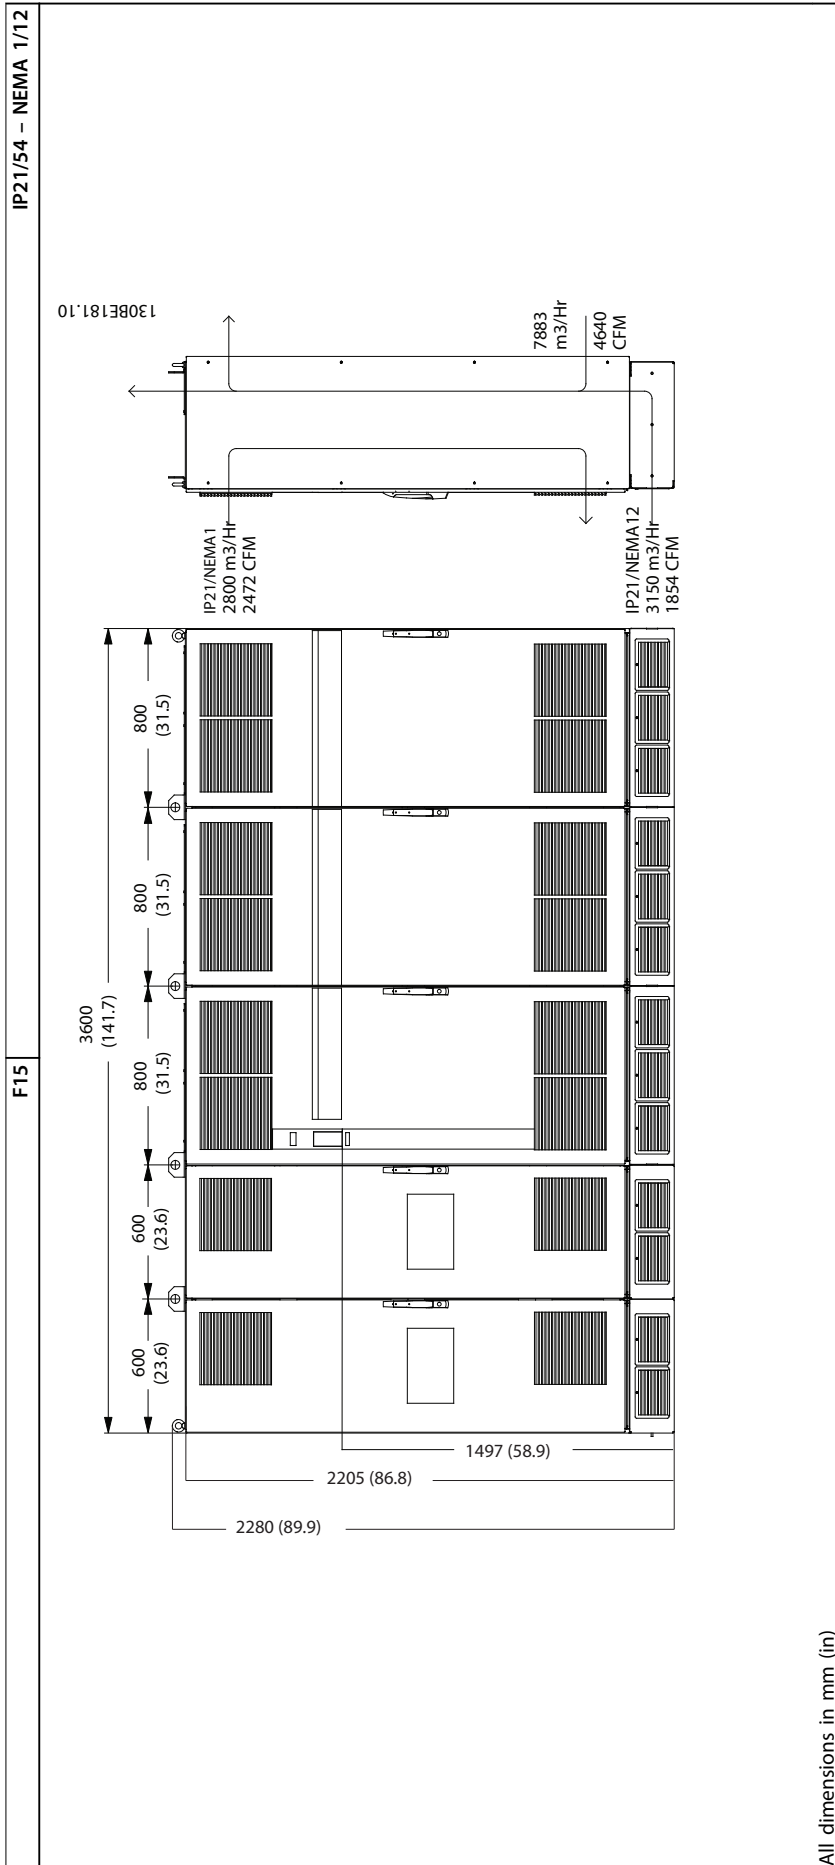 F15
IP21/54 – NEMA 1/12
130BE181.10
3600
(141.7)
600
(23.6)
600
(23.6)
800
(31.5)
800
(31.5)
800
(31.5)
IP21/NEMA1
2800 m3/Hr
2472 CFM
7883
m3/Hr
4640
CFM
IP21/NEMA12
3150 m3/Hr
1854 CFM
1497 (58.9)
2205 (86.8)
2280 (89.9)
All dimensions in mm (in)